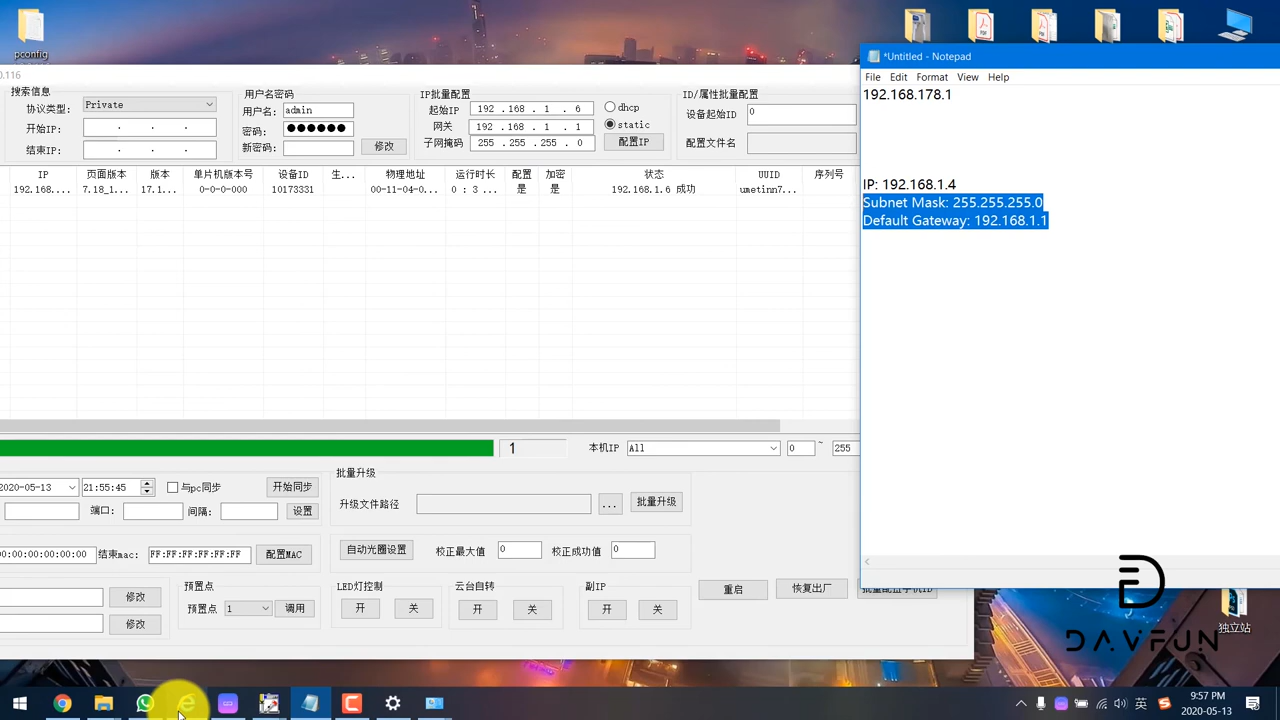 pconfig
*Untitled - Notepad
File Edit Format View Help
192.168.178.1
IP: 192.168.1.4
Subnet Mask: 255.255.255.0
Default Gateway: 192.168.1.1
0.116
搜索信息
协议类型: Private
开始IP: . . .
结束IP: . . .
用户名密码
用户名: admin
密码: ●●●●●●
新密码: 修改
IP批量配置
起始IP 192 .168 . 1 . 6
网关 192 .168 . 1 . 1
子网掩码 255 .255 .255 . 0
dhcp
static
配置IP
ID/属性批量配置
设备起始ID 0
配置文件名
IP 页面版本 版本 单片机版本号 设备ID 生... 物理地址 运行时长 配置 加密 状态 UUID 序列号
192.168.... 7.18_1... 17.1... 0-0-0-000 10173331 00-11-04-0... 0 : 3 ... 是 是 192.168.1.6 成功 umetinn7...
1 本机IP All 0 ~ 255
2020-05-13 21:55:45 与pc同步 开始同步
端口: 间隔: 设置
批量升级
升级文件路径 ... 批量升级
00:00:00:00:00:00 结束mac: FF:FF:FF:FF:FF:FF 配置MAC
自动光圈设置 校正最大值 0 校正成功值 0
修改
修改
预置点
预置点 1 调用
LED灯控制
开 关
云台自转
开 关
副IP
开 关
重启 恢复出厂 批量配置手机ID
独立站
DAVFUN
英
9:57 PM
2020-05-13